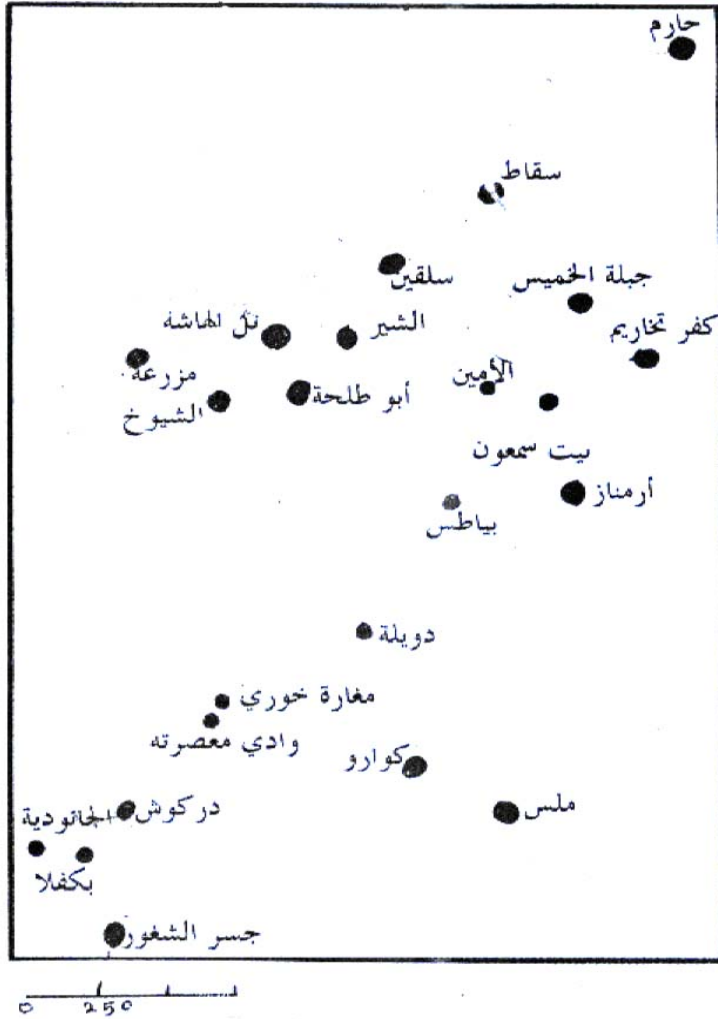 حارم
سقاط
سلقين
جبلة الخميس
تل الهاشه
الشير
كفر تخاريم
مزرعة
الأمين
أبو طلحة
الشيوخ
بيت سمعون
أرمناز
بياطس
دويلة
مغارة خوري
وادي معصرته
كوارو
دركوش
الجانودية
ملس
بكفلا
جسر الشغور
0 250